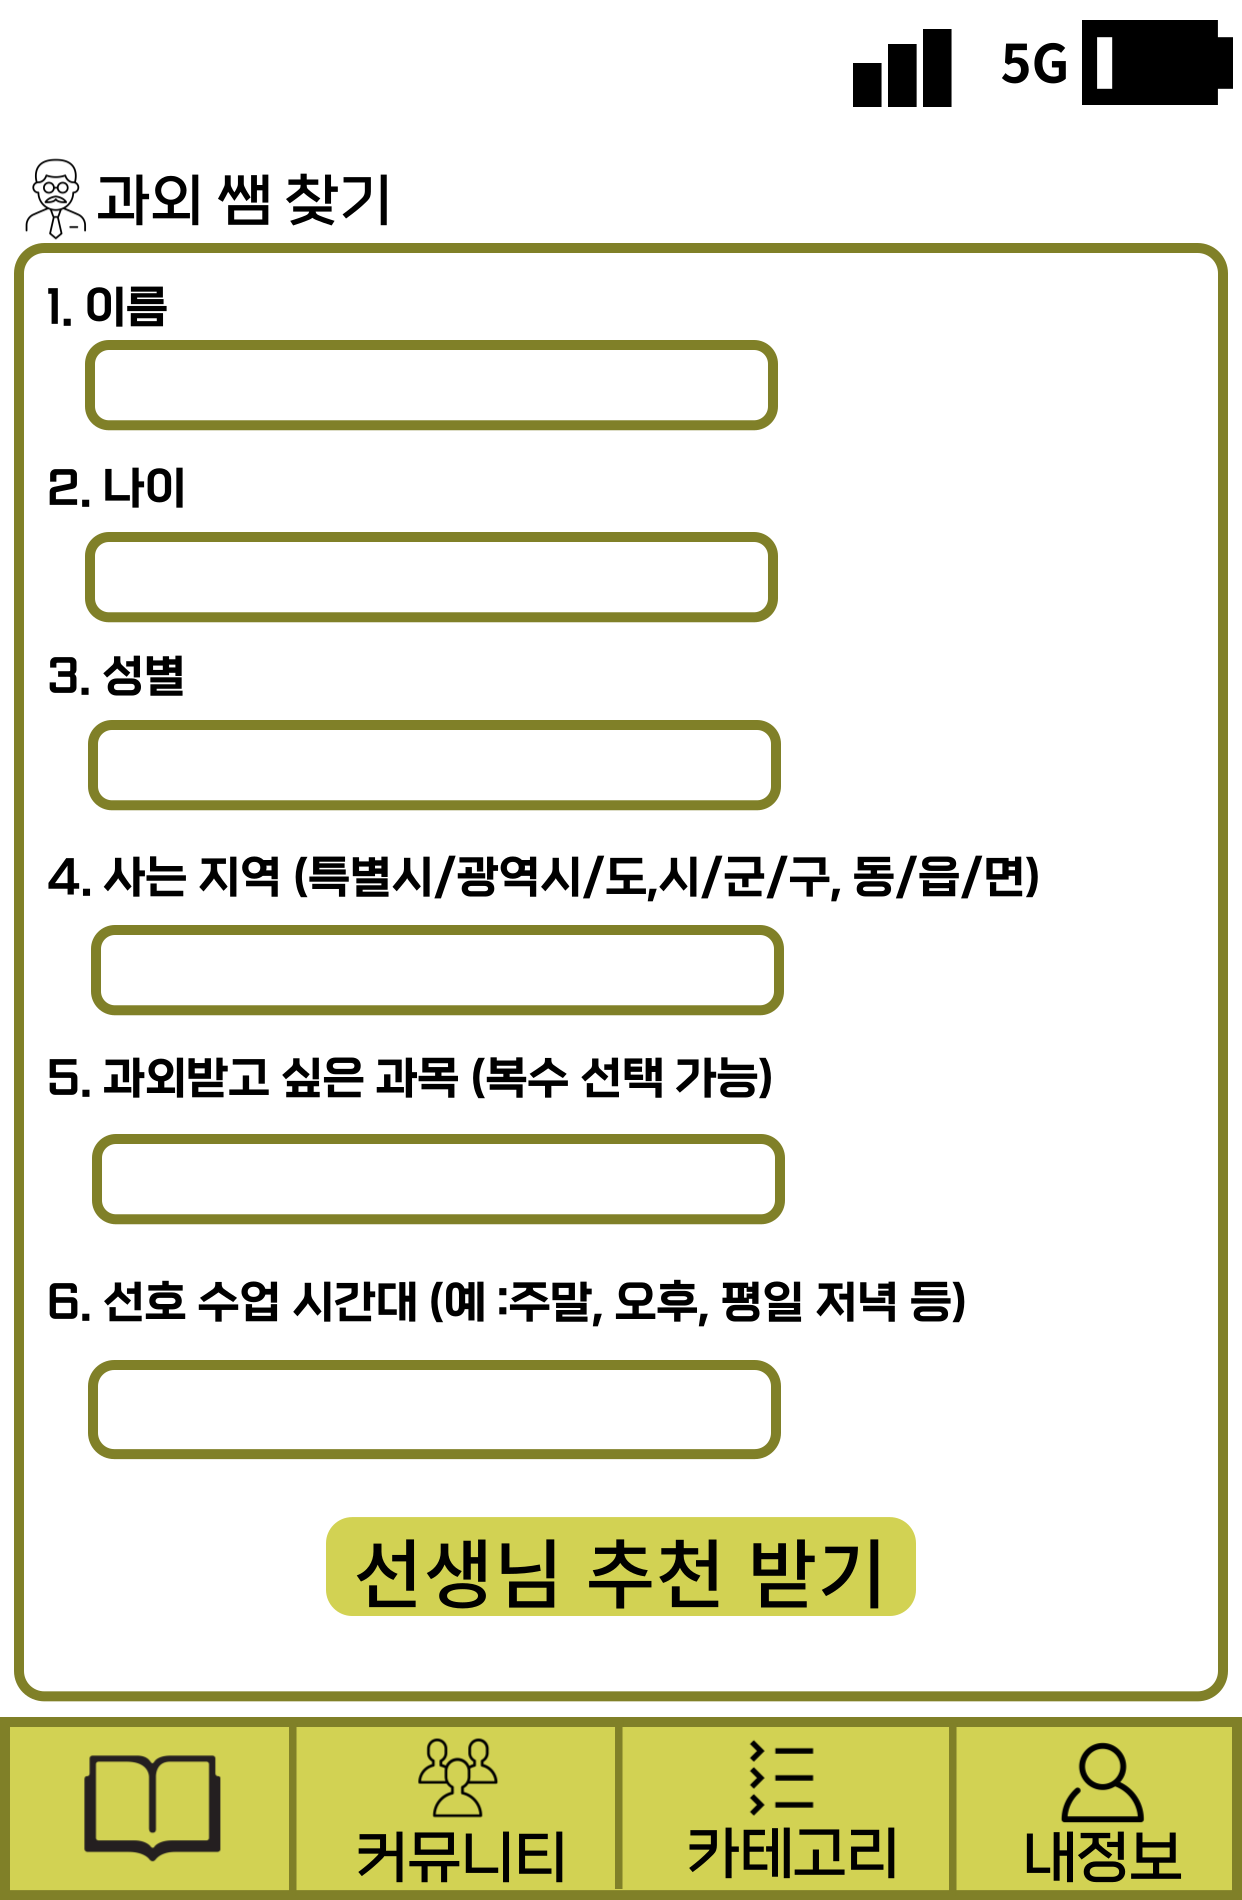 5G
과외 쌤 찾기
1. 이름
2. 나이
3. 성별
4. 사는 지역 (특별시/광역시/도,시/군/구, 동/읍/면)
5. 과외받고 싶은 과목 (복수 선택 가능)
6. 선호 수업 시간대 (예 :주말, 오후, 평일 저녁 등)
선생님 추천 받기
커뮤니티
카테고리
내정보